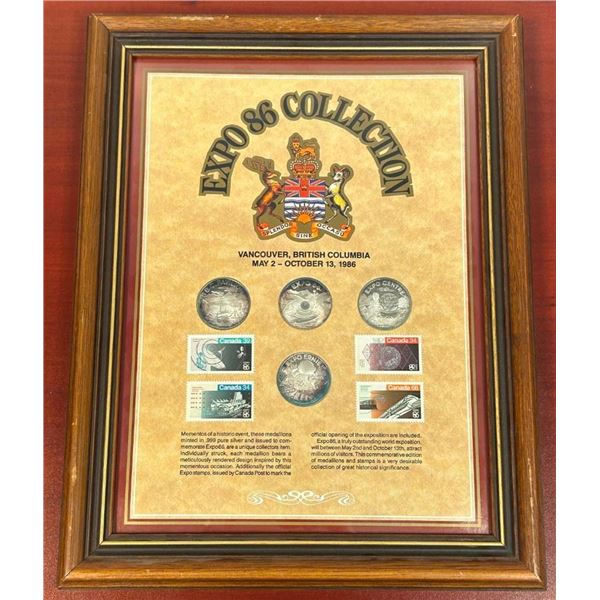 EXPO 86 COLLECTION
SPLENDOR SINE OCCASU
VANCOUVER, BRITISH COLUMBIA
MAY 2 – OCTOBER 13, 1986
EXPO CENTRE
EXPO ERNIE
Canada 39
Canada 34
Canada 34
Canada 68
Mementos of a historic event, these medallions
minted in .999 pure silver and issued to com-
memorate Expo86, are a unique collectors item.
Individually struck, each medallion bears a
meticulously rendered design inspired by this
momentous occasion. Additionally the official
Expo stamps, issued by Canada Post to mark the
official opening of the exposition are included.
Expo86, a truly outstanding world exposition,
will between May 2nd and October 13th, attract
millions of visitors. This commemorative edition
of medallions and stamps is a very desirable
collection of great historical significance.